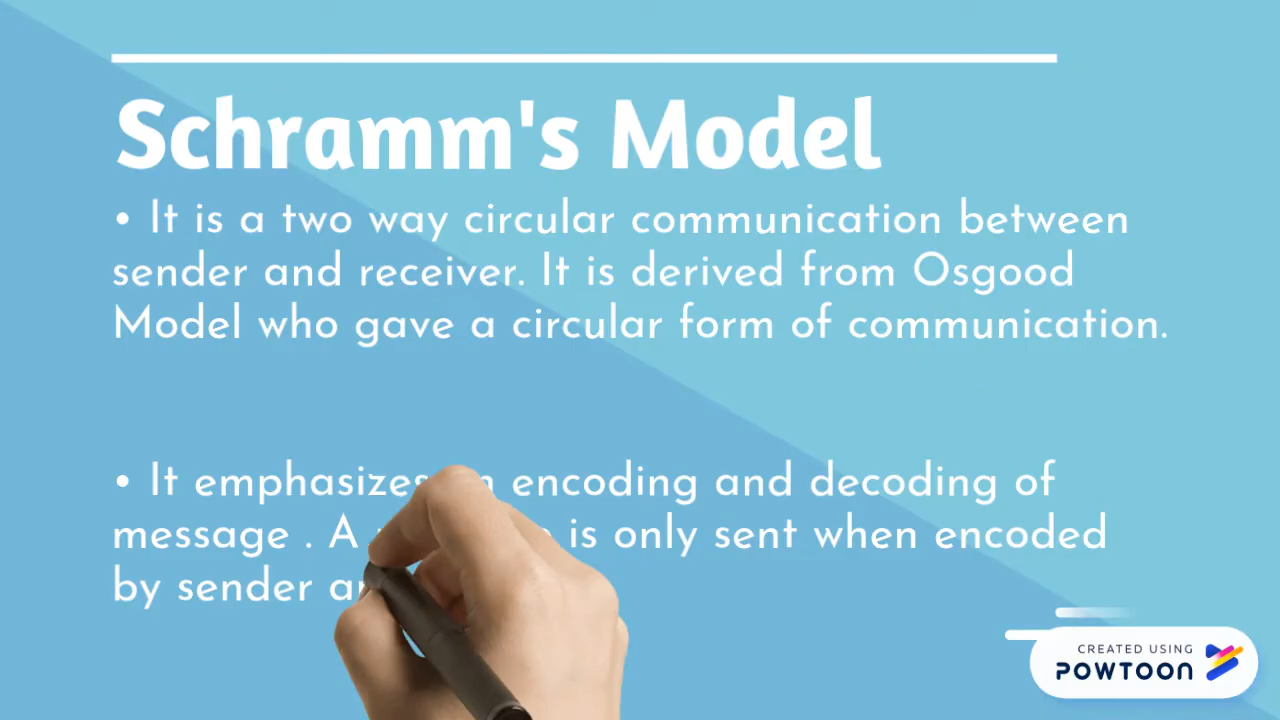 Schramm's Model
• It is a two way circular communication between
sender and receiver. It is derived from Osgood
Model who gave a circular form of communication.
• It emphasizes encoding and decoding of
message . A is only sent when encoded
by sender
CREATED USING
POWTOON